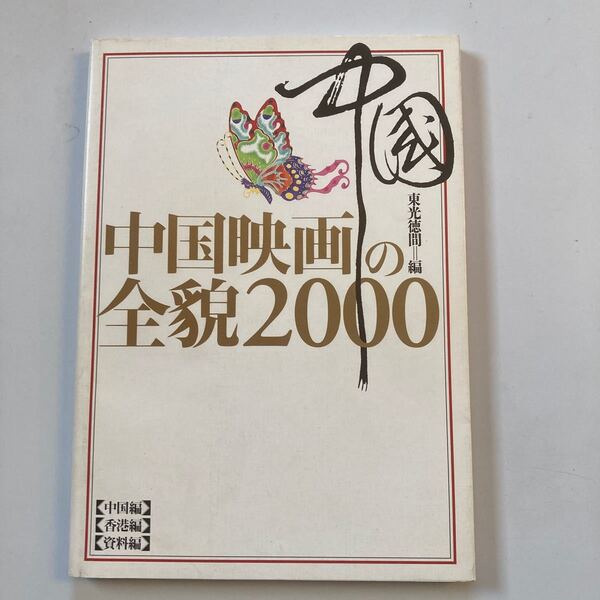 中國
東光徳間=編
中国映画の
全貌2000
【中国編】
【香港編】
【資料編】